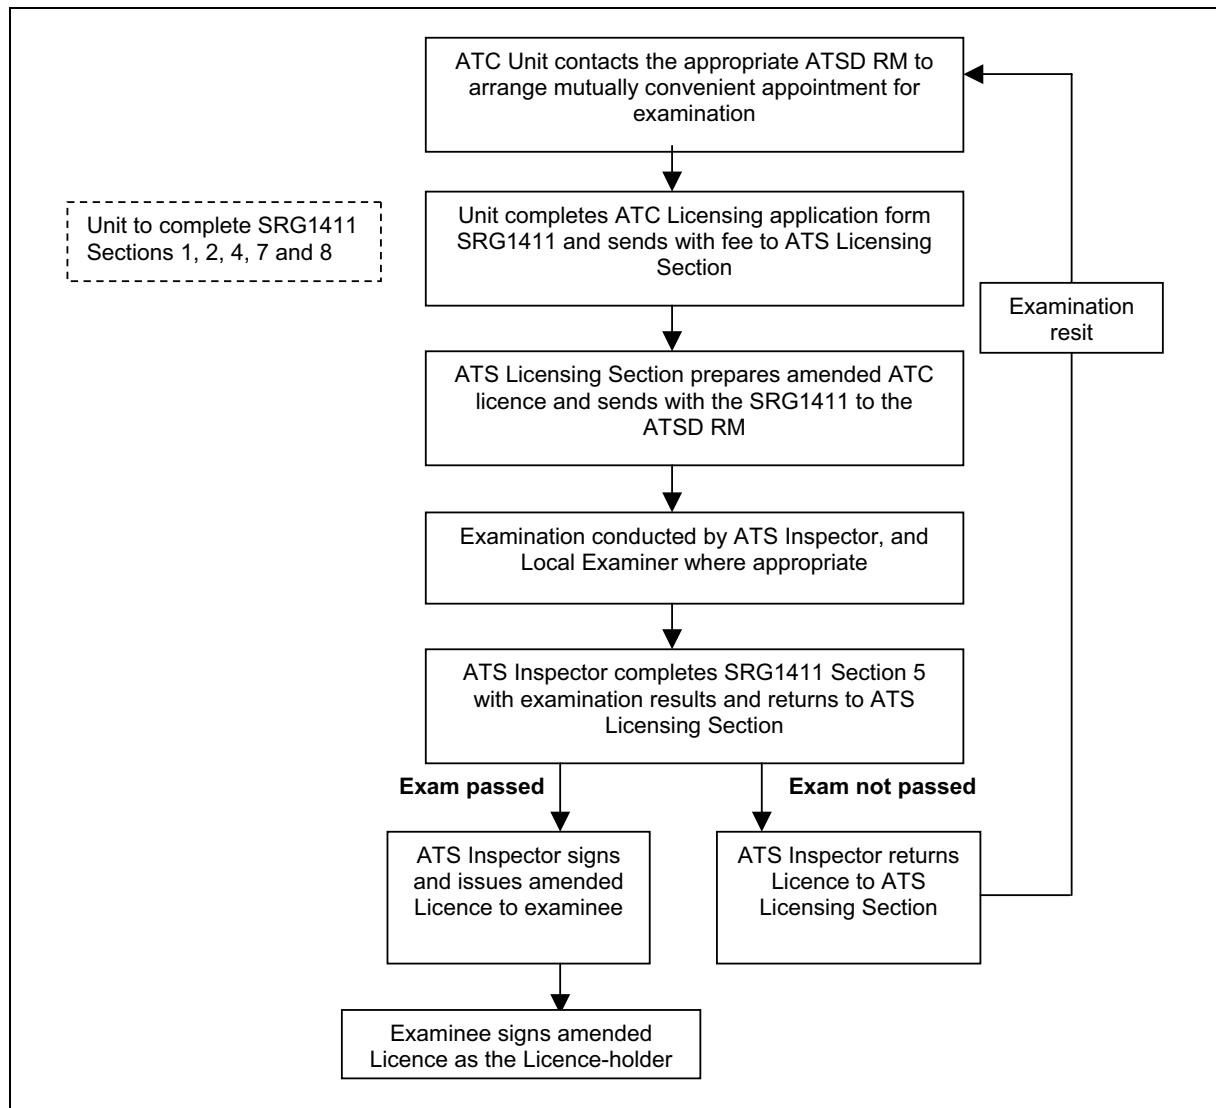 ATC Unit contacts the appropriate ATSD RM to
arrange mutually convenient appointment for
examination
Unit to complete SRG1411
Sections 1, 2, 4, 7 and 8
Unit completes ATC Licensing application form
SRG1411 and sends with fee to ATS Licensing
Section
Examination
resit
ATS Licensing Section prepares amended ATC
licence and sends with the SRG1411 to the
ATSD RM
Examination conducted by ATS Inspector, and
Local Examiner where appropriate
ATS Inspector completes SRG1411 Section 5
with examination results and returns to ATS
Licensing Section
Exam passed
Exam not passed
ATS Inspector signs
and issues amended
Licence to examinee
ATS Inspector returns
Licence to ATS
Licensing Section
Examinee signs amended
Licence as the Licence-holder